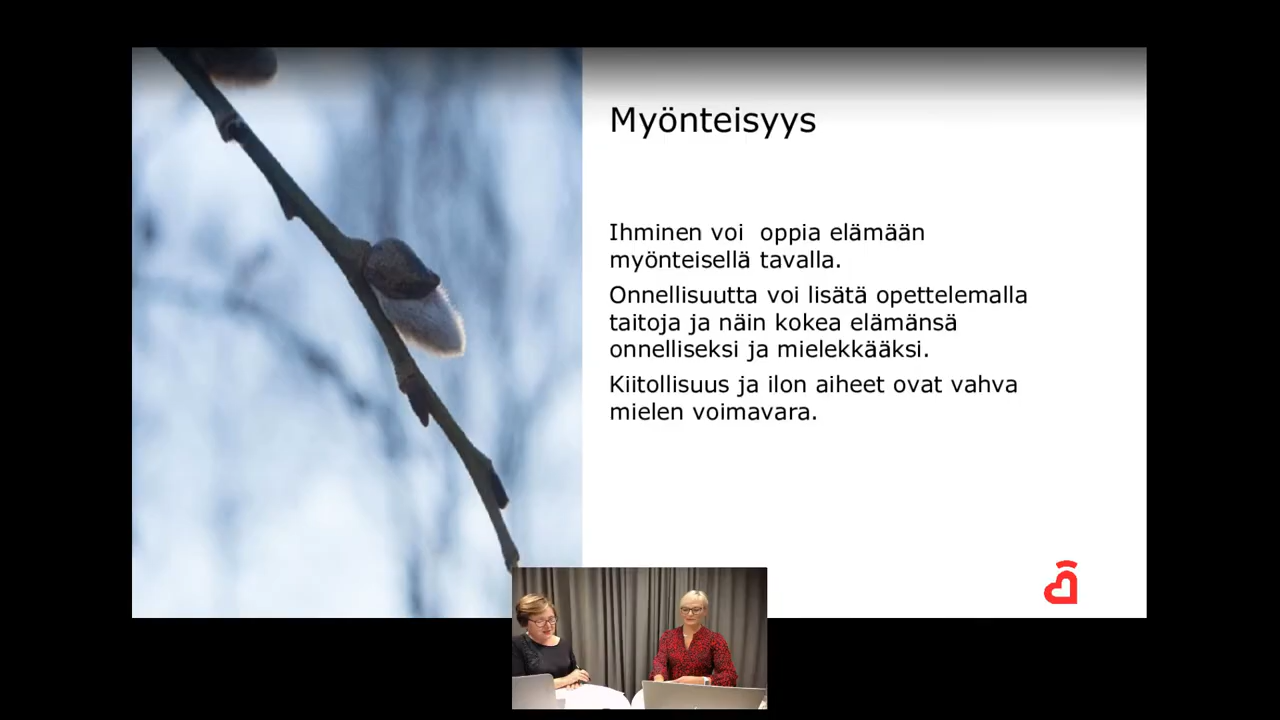 Myönteisyys
Ihminen voi  oppia elämään
myönteisellä tavalla.
Onnellisuutta voi lisätä opettelemalla
taitoja ja näin kokea elämänsä
onnelliseksi ja mielekkääksi.
Kiitollisuus ja ilon aiheet ovat vahva
mielen voimavara.